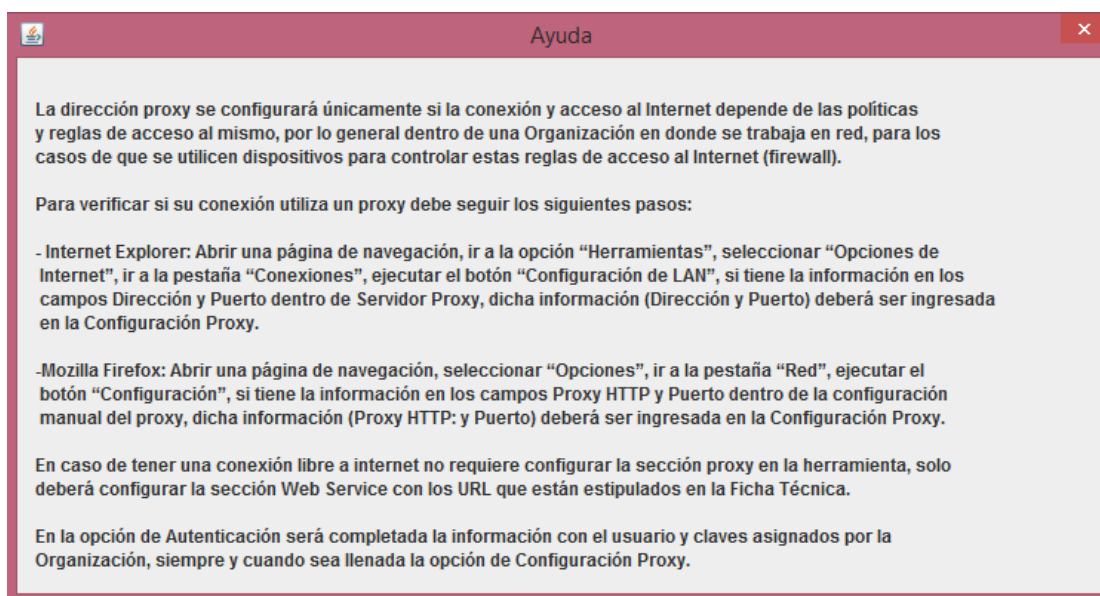 Ayuda
La dirección proxy se configurará únicamente si la conexión y acceso al Internet depende de las políticas
y reglas de acceso al mismo, por lo general dentro de una Organización en donde se trabaja en red, para los
casos de que se utilicen dispositivos para controlar estas reglas de acceso al Internet (firewall).
Para verificar si su conexión utiliza un proxy debe seguir los siguientes pasos:
- Internet Explorer: Abrir una página de navegación, ir a la opción “Herramientas”, seleccionar “Opciones de
Internet”, ir a la pestaña “Conexiones”, ejecutar el botón “Configuración de LAN”, si tiene la información en los
campos Dirección y Puerto dentro de Servidor Proxy, dicha información (Dirección y Puerto) deberá ser ingresada
en la Configuración Proxy.
-Mozilla Firefox: Abrir una página de navegación, seleccionar “Opciones”, ir a la pestaña “Red”, ejecutar el
botón “Configuración”, si tiene la información en los campos Proxy HTTP y Puerto dentro de la configuración
manual del proxy, dicha información (Proxy HTTP: y Puerto) deberá ser ingresada en la Configuración Proxy.
En caso de tener una conexión libre a internet no requiere configurar la sección proxy en la herramienta, solo
deberá configurar la sección Web Service con los URL que están estipulados en la Ficha Técnica.
En la opción de Autenticación será completada la información con el usuario y claves asignados por la
Organización, siempre y cuando sea llenada la opción de Configuración Proxy.